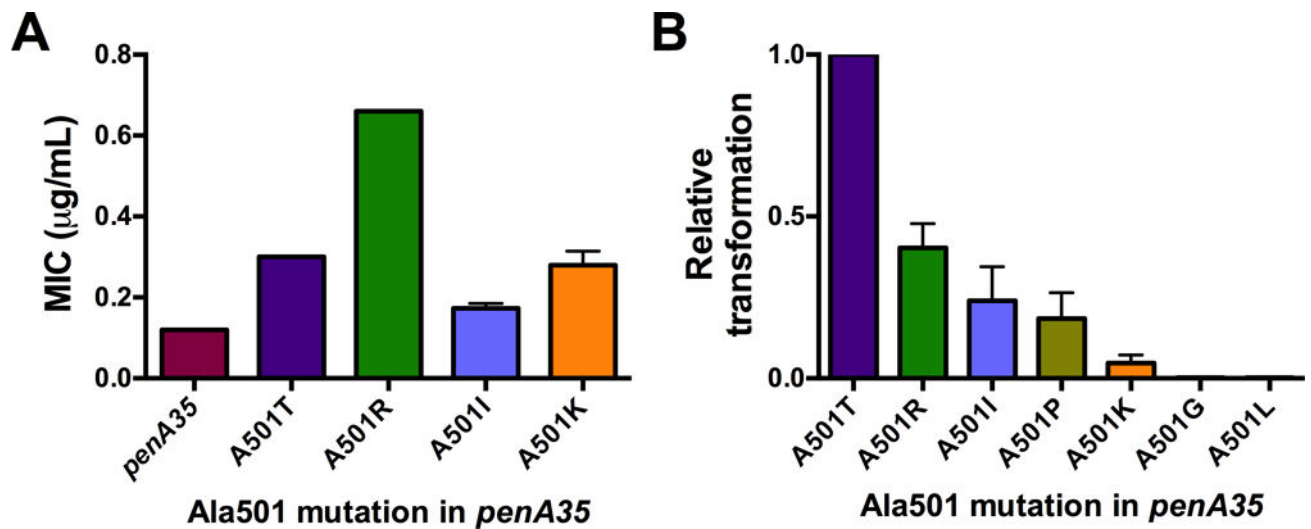 A
0.8
0.6
0.4
0.2
0.0
MIC (μg/mL)
penA35
A501T
A501R
A501I
A501K
Ala501 mutation in penA35
B
1.0
0.5
0.0
Relative
transformation
A501T
A501R
A501I
A501P
A501K
A501G
A501L
Ala501 mutation in penA35